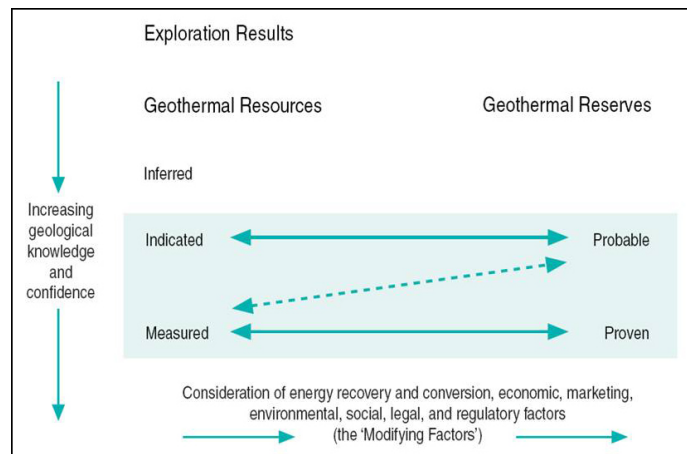 Exploration Results
Geothermal Resources
Geothermal Reserves
Inferred
Increasing
geological
knowledge
and
confidence
Indicated
Probable
Measured
Proven
Consideration of energy recovery and conversion, economic, marketing,
environmental, social, legal, and regulatory factors
(the ‘Modifying Factors’)